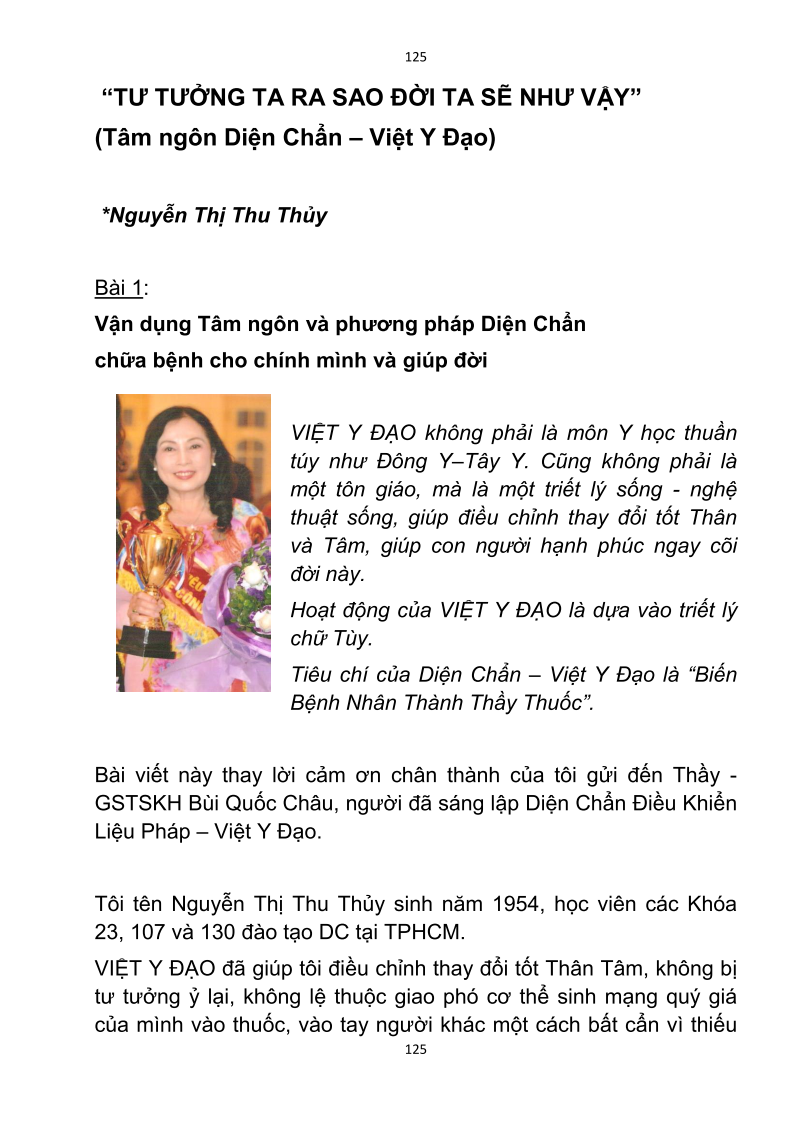 125
“TƯ TƯỞNG TA RA SAO ĐỜI TA SẼ NHƯ VẬY”
(Tâm ngôn Diện Chẩn – Việt Y Đạo)
*Nguyễn Thị Thu Thủy
Bài 1:
Vận dụng Tâm ngôn và phương pháp Diện Chẩn
chữa bệnh cho chính mình và giúp đời
VIỆT Y ĐẠO không phải là môn Y học thuần
túy như Đông Y–Tây Y. Cũng không phải là
một tôn giáo, mà là một triết lý sống - nghệ
thuật sống, giúp điều chỉnh thay đổi tốt Thân
và Tâm, giúp con người hạnh phúc ngay cõi
đời này.
Hoạt động của VIỆT Y ĐẠO là dựa vào triết lý
chữ Tùy.
Tiêu chí của Diện Chẩn – Việt Y Đạo là “Biến
Bệnh Nhân Thành Thầy Thuốc”.
Bài viết này thay lời cảm ơn chân thành của tôi gửi đến Thầy -
GSTSKH Bùi Quốc Châu, người đã sáng lập Diện Chẩn Điều Khiển
Liệu Pháp – Việt Y Đạo.
Tôi tên Nguyễn Thị Thu Thủy sinh năm 1954, học viên các Khóa
23, 107 và 130 đào tạo DC tại TPHCM.
VIỆT Y ĐẠO đã giúp tôi điều chỉnh thay đổi tốt Thân Tâm, không bị
tư tưởng ỷ lại, không lệ thuộc giao phó cơ thể sinh mạng quý giá
của mình vào thuốc, vào tay người khác một cách bất cẩn vì thiếu
125